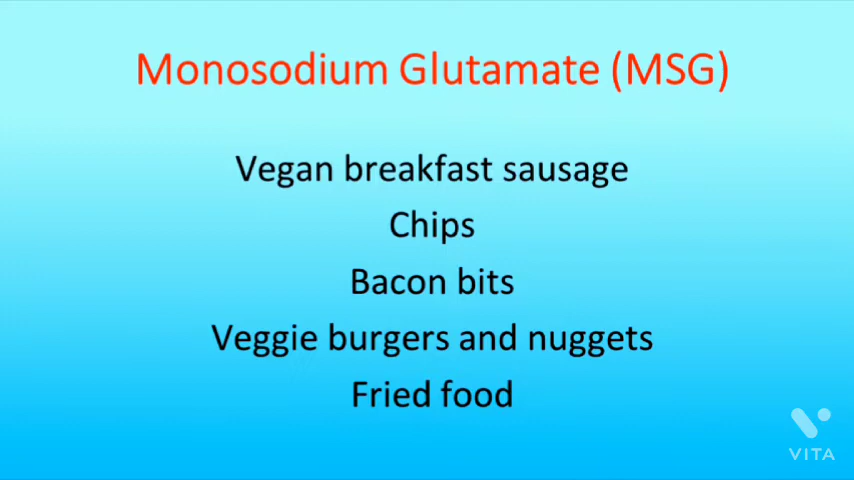 Monosodium Glutamate (MSG)
Vegan breakfast sausage
Chips
Bacon bits
Veggie burgers and nuggets
Fried food
VITA